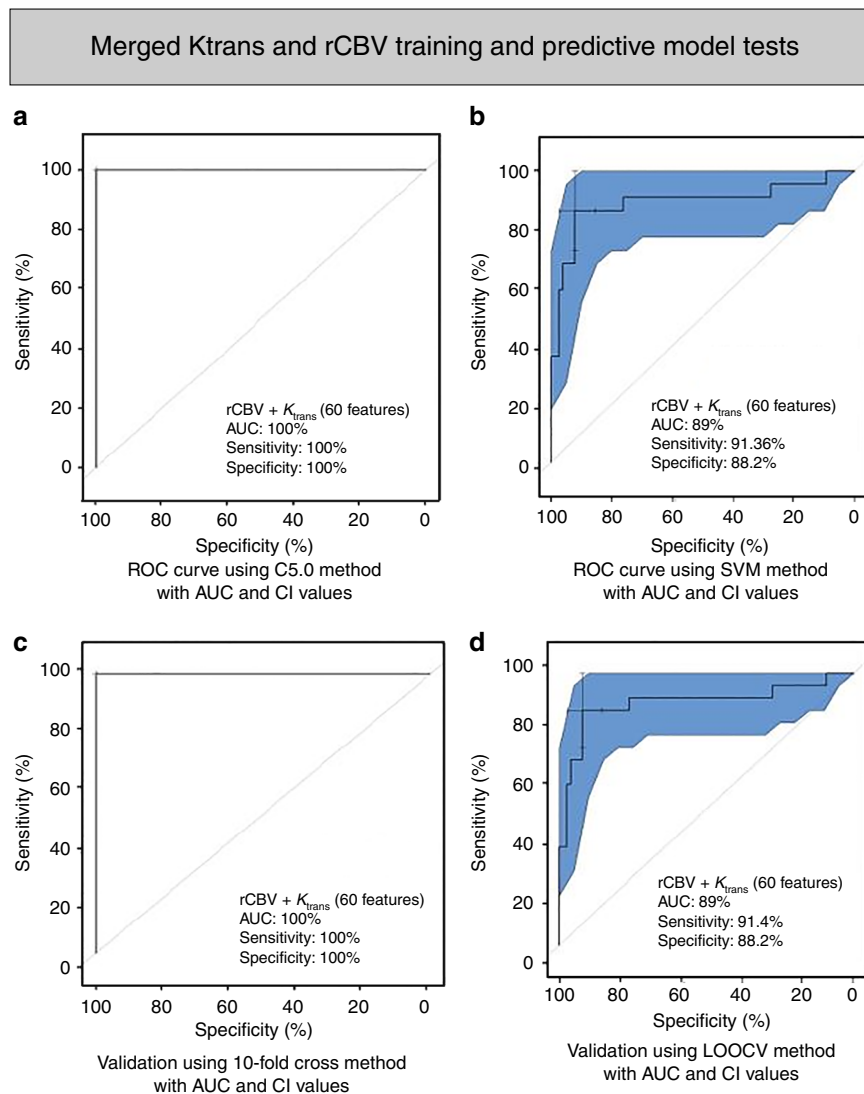 Merged Ktrans and rCBV training and predictive model tests
a
100
80
60
40
20
0
Sensitivity (%)
rCBV + Ktrans (60 features)
AUC: 100%
Sensitivity: 100%
Specificity: 100%
100 80 60 40 20 0
Specificity (%)
ROC curve using C5.0 method
with AUC and CI values
b
100
80
60
40
20
0
Sensitivity (%)
rCBV + Ktrans (60 features)
AUC: 89%
Sensitivity: 91.36%
Specificity: 88.2%
100 80 60 40 20 0
Specificity (%)
ROC curve using SVM method
with AUC and CI values
c
100
80
60
40
20
0
Sensitivity (%)
rCBV + Ktrans (60 features)
AUC: 100%
Sensitivity: 100%
Specificity: 100%
100 80 60 40 20 0
Specificity (%)
Validation using 10-fold cross method
with AUC and CI values
d
100
80
60
40
20
0
Sensitivity (%)
rCBV + Ktrans (60 features)
AUC: 89%
Sensitivity: 91.4%
Specificity: 88.2%
100 80 60 40 20 0
Specificity (%)
Validation using LOOCV method
with AUC and CI values